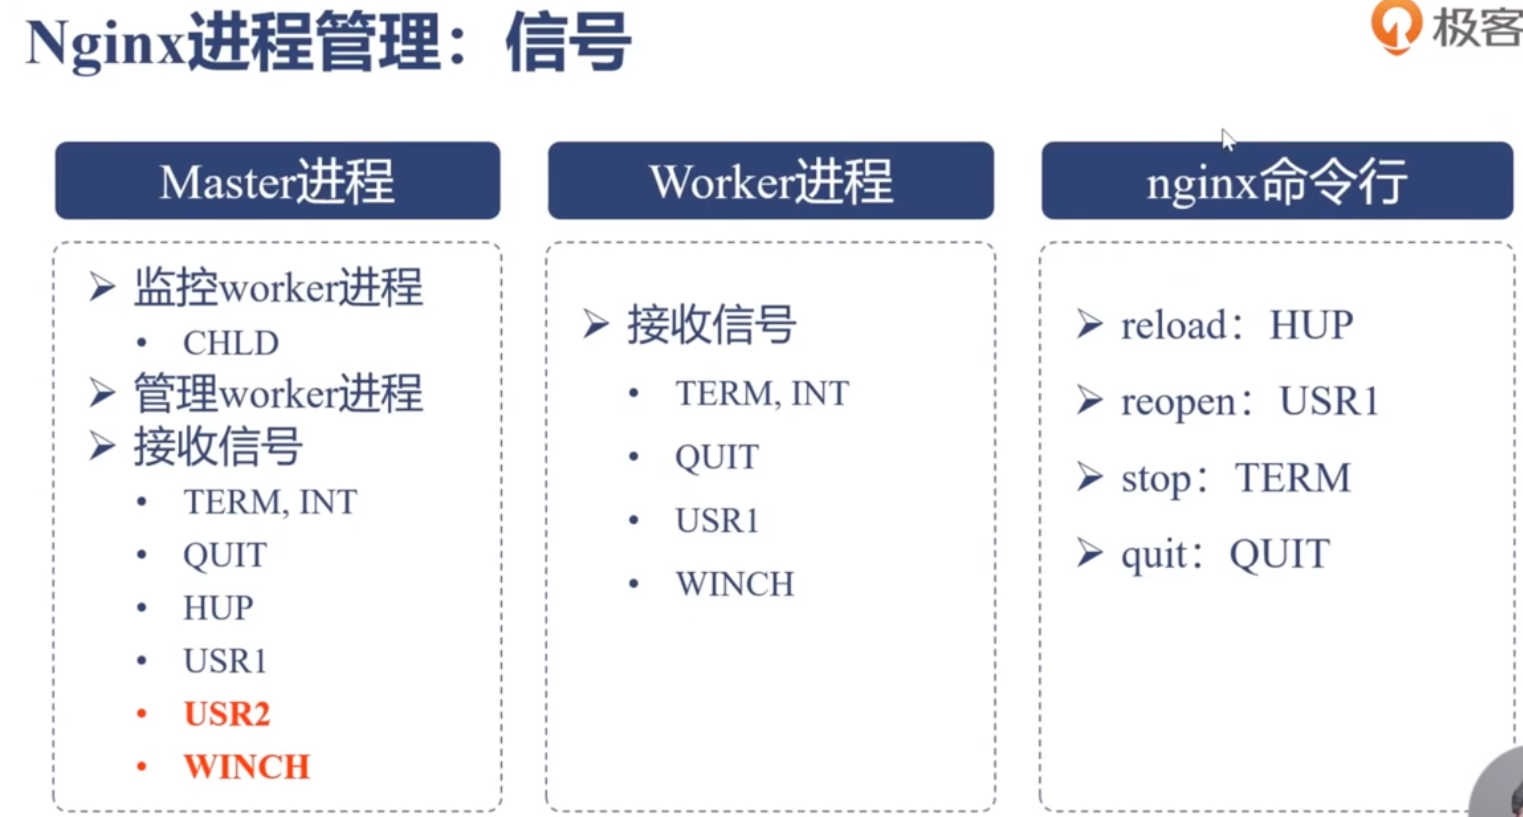 Nginx进程管理：信号
极客
Master进程
➢ 监控worker进程
• CHLD
➢ 管理worker进程
➢ 接收信号
• TERM, INT
• QUIT
• HUP
• USR1
• USR2
• WINCH
Worker进程
➢ 接收信号
• TERM, INT
• QUIT
• USR1
• WINCH
nginx命令行
➢ reload：HUP
➢ reopen：USR1
➢ stop：TERM
➢ quit：QUIT